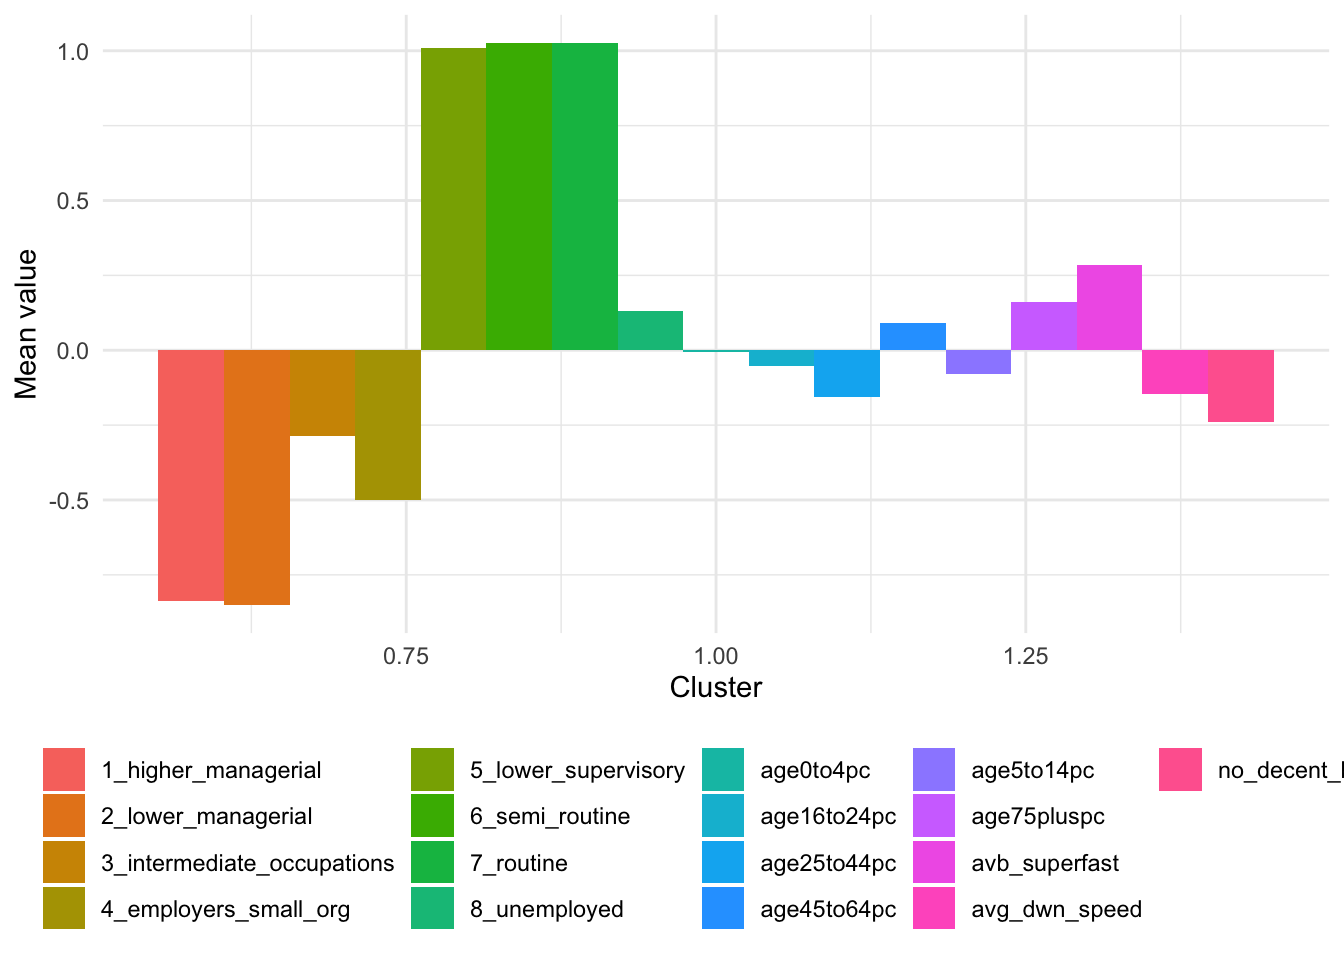 1.0
0.5
0.0
-0.5
Mean value
0.75 1.00 1.25
Cluster
1_higher_managerial 5_lower_supervisory age0to4pc age5to14pc no_decent_
2_lower_managerial 6_semi_routine age16to24pc age75pluspc
3_intermediate_occupations 7_routine age25to44pc avb_superfast
4_employers_small_org 8_unemployed age45to64pc avg_dwn_speed